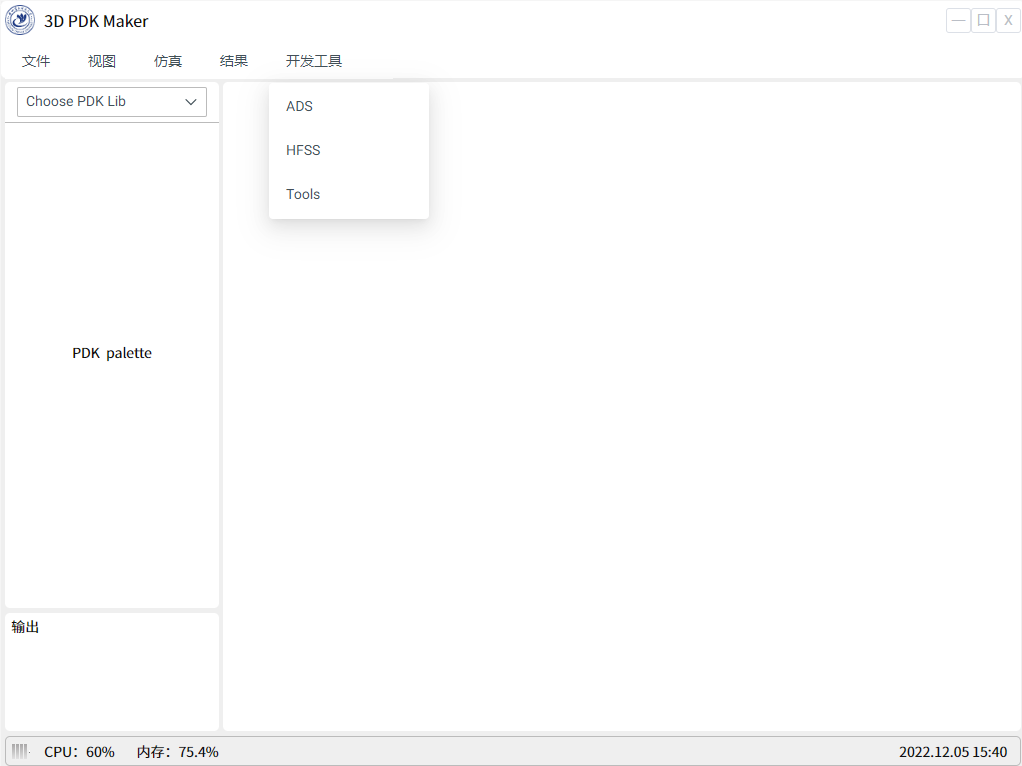 3D PDK Maker
— 口 X
文件 视图 仿真 结果 开发工具
Choose PDK Lib
ADS
HFSS
Tools
PDK palette
输出
CPU：60% 内存：75.4% 2022.12.05 15:40